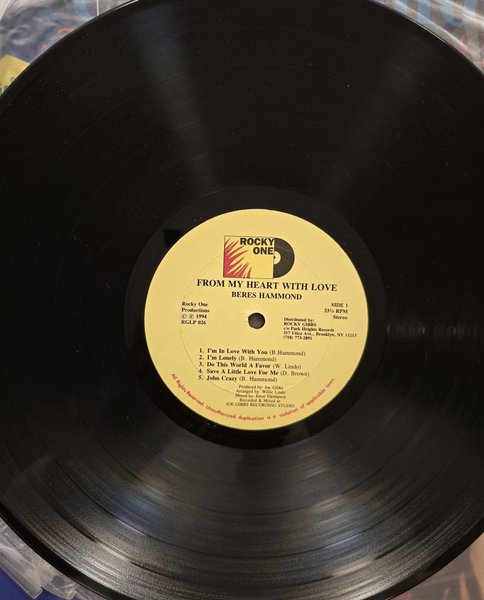 ROCKY
ONE
FROM MY HEART WITH LOVE
BERES HAMMOND
Rocky One
Productions
Ⓒ Ⓟ 1994
RGLP 026
SIDE 1
33⅓ RPM
Stereo
Distributed by:
ROCKY GIBBS
c/o Park Heights Records
317 Utica Ave., Brooklyn, NY 11213
(718) 773-2891
1. I'm In Love With You (B. Hammond)
2. I'm Lonely (B. Hammond)
3. Do This World A Favor (W. Lindo)
4. Save A Little Love For Me (D. Brown)
5. John Crazy (B. Hammond)
Produced by: Joe Gibbs
Arranged by: Willie Lindo
Mixed by: Errol Thompson
Recorded & Mixed at
JOE GIBBS RECORDING STUDIO
All Rights Reserved. Unauthorized duplication is a violation of applicable laws.